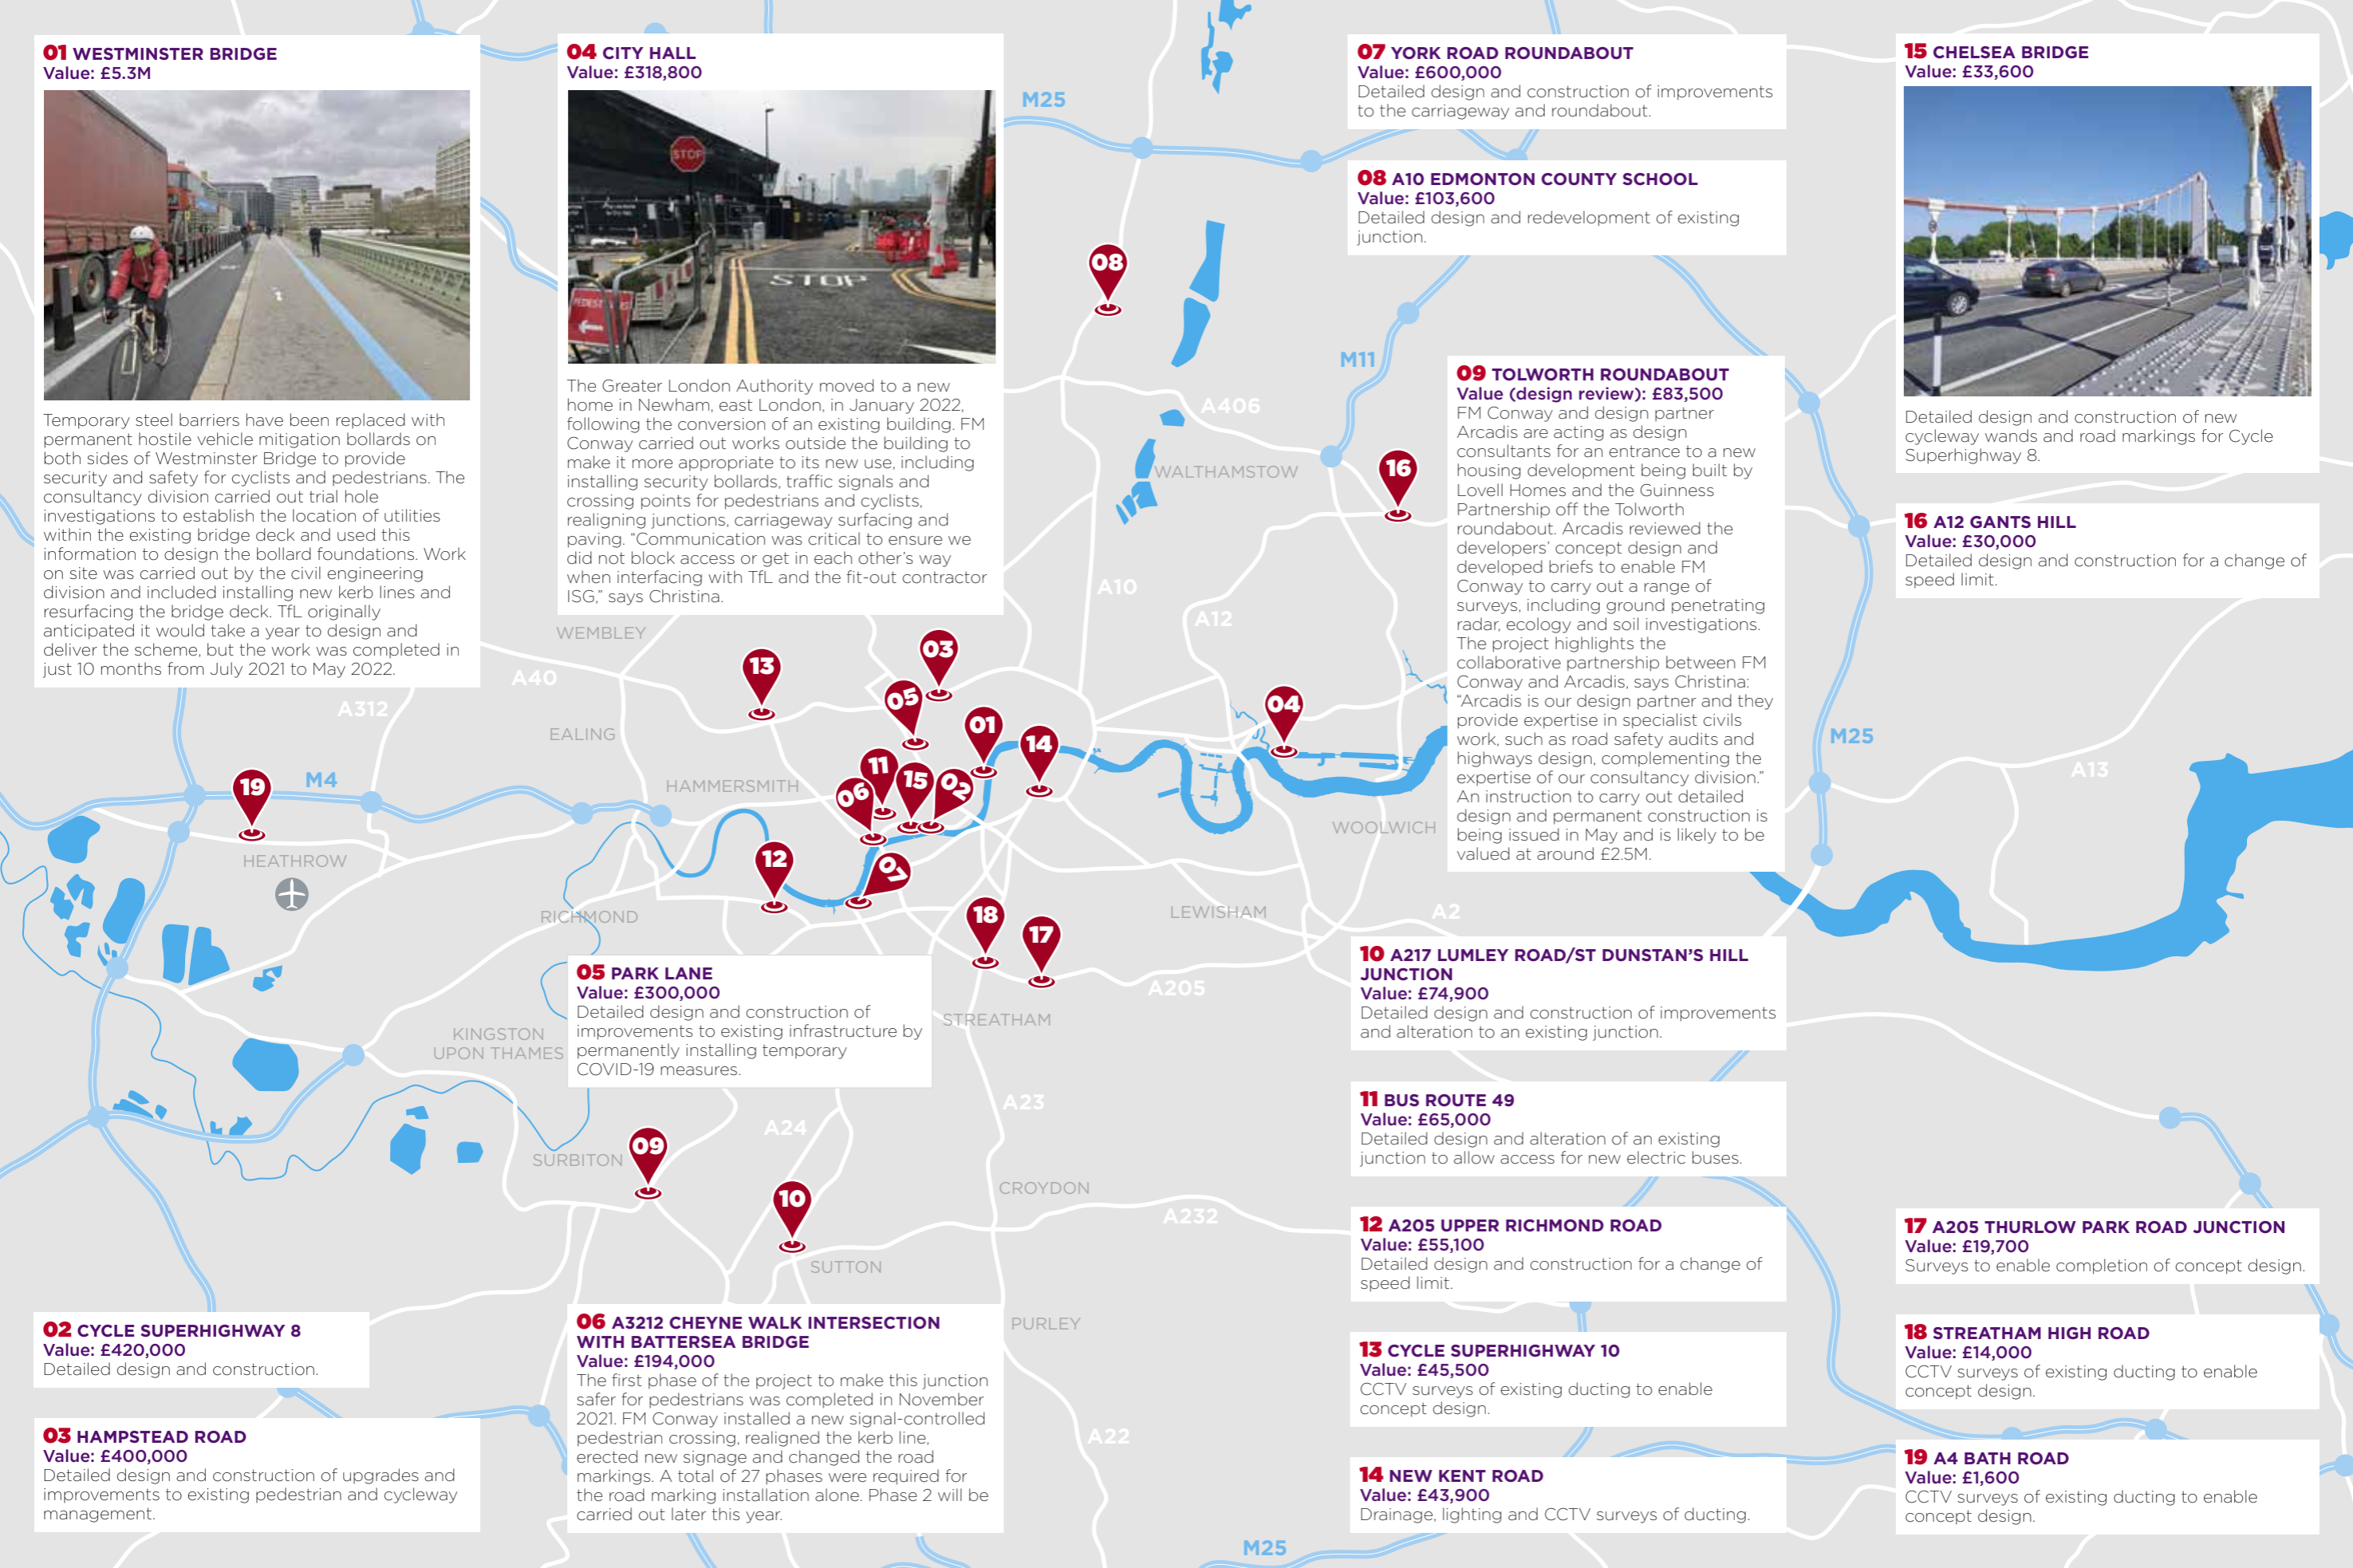 01 WESTMINSTER BRIDGE
Value: £5.3M
Temporary steel barriers have been replaced with
permanent hostile vehicle mitigation bollards on
both sides of Westminster Bridge to provide
security and safety for cyclists and pedestrians. The
consultancy division carried out trial hole
investigations to establish the location of utilities
within the existing bridge deck and used this
information to design the bollard foundations. Work
on site was carried out by the civil engineering
division and included installing new kerb lines and
resurfacing the bridge deck. TfL originally
anticipated it would take a year to design and
deliver the scheme, but the work was completed in
just 10 months from July 2021 to May 2022.
04 CITY HALL
Value: £318,800
STOP
STOP
The Greater London Authority moved to a new
home in Newham, east London, in January 2022,
following the conversion of an existing building. FM
Conway carried out works outside the building to
make it more appropriate to its new use, including
installing security bollards, traffic signals and
crossing points for pedestrians and cyclists,
realigning junctions, carriageway surfacing and
paving. “Communication was critical to ensure we
did not block access or get in each other’s way
when interfacing with TfL and the fit-out contractor
ISG,” says Christina.
07 YORK ROAD ROUNDABOUT
Value: £600,000
Detailed design and construction of improvements
to the carriageway and roundabout.
08 A10 EDMONTON COUNTY SCHOOL
Value: £103,600
Detailed design and redevelopment of existing
junction.
09 TOLWORTH ROUNDABOUT
Value (design review): £83,500
FM Conway and design partner
Arcadis are acting as design
consultants for an entrance to a new
housing development being built by
Lovell Homes and the Guinness
Partnership off the Tolworth
roundabout. Arcadis reviewed the
developers’ concept design and
developed briefs to enable FM
Conway to carry out a range of
surveys, including ground penetrating
radar, ecology and soil investigations.
The project highlights the
collaborative partnership between FM
Conway and Arcadis, says Christina:
“Arcadis is our design partner and they
provide expertise in specialist civils
work, such as road safety audits and
highways design, complementing the
expertise of our consultancy division.”
An instruction to carry out detailed
design and permanent construction is
being issued in May and is likely to be
valued at around £2.5M.
15 CHELSEA BRIDGE
Value: £33,600
Detailed design and construction of new
cycleway wands and road markings for Cycle
Superhighway 8.
16 A12 GANTS HILL
Value: £30,000
Detailed design and construction for a change of
speed limit.
M25
08
M11
A406
WALTHAMSTOW
16
A10
A12
WEMBLEY
A40
13
03
05
A312
EALING
01
14
04
M25
A13
19
M4
HAMMERSMITH
11
06
15
02
WOOLWICH
HEATHROW
12
07
RICHMOND
18
17
LEWISHAM
A2
A205
STREATHAM
KINGSTON
UPON THAMES
A23
A24
SURBITON
09
10
CROYDON
A232
SUTTON
PURLEY
A22
M25
05 PARK LANE
Value: £300,000
Detailed design and construction of
improvements to existing infrastructure by
permanently installing temporary
COVID-19 measures.
02 CYCLE SUPERHIGHWAY 8
Value: £420,000
Detailed design and construction.
03 HAMPSTEAD ROAD
Value: £400,000
Detailed design and construction of upgrades and
improvements to existing pedestrian and cycleway
management.
06 A3212 CHEYNE WALK INTERSECTION
WITH BATTERSEA BRIDGE
Value: £194,000
The first phase of the project to make this junction
safer for pedestrians was completed in November
2021. FM Conway installed a new signal-controlled
pedestrian crossing, realigned the kerb line,
erected new signage and changed the road
markings. A total of 27 phases were required for
the road marking installation alone. Phase 2 will be
carried out later this year.
10 A217 LUMLEY ROAD/ST DUNSTAN’S HILL
JUNCTION
Value: £74,900
Detailed design and construction of improvements
and alteration to an existing junction.
11 BUS ROUTE 49
Value: £65,000
Detailed design and alteration of an existing
junction to allow access for new electric buses.
12 A205 UPPER RICHMOND ROAD
Value: £55,100
Detailed design and construction for a change of
speed limit.
13 CYCLE SUPERHIGHWAY 10
Value: £45,500
CCTV surveys of existing ducting to enable
concept design.
14 NEW KENT ROAD
Value: £43,900
Drainage, lighting and CCTV surveys of ducting.
17 A205 THURLOW PARK ROAD JUNCTION
Value: £19,700
Surveys to enable completion of concept design.
18 STREATHAM HIGH ROAD
Value: £14,000
CCTV surveys of existing ducting to enable
concept design.
19 A4 BATH ROAD
Value: £1,600
CCTV surveys of existing ducting to enable
concept design.